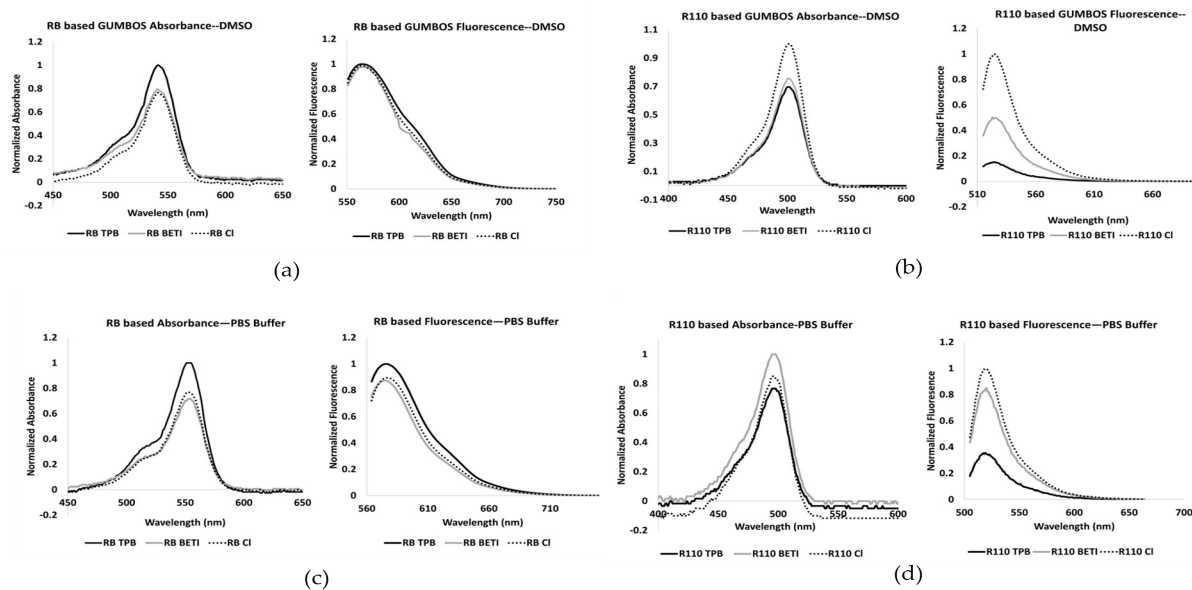 RB based GUMBOS Absorbance--DMSO
Normalized Absorbance
1.2
1
0.8
0.6
0.4
0.2
0
-0.2
450 500 550 600 650
Wavelength (nm)
RB TPB RB BETI RB Cl
RB based GUMBOS Fluorescence--DMSO
Normalized Fluorescence
1.2
1
0.8
0.6
0.4
0.2
0
550 600 650 700 750
Wavelength (nm)
RB TPB RB BETI RB Cl
(a)
R110 based GUMBOS Absorbance--DMSO
Normalized Absorbance
1.1
0.9
0.7
0.5
0.3
0.1
-0.1
400 450 500 550 600
Wavelength
R110 TPB R110 BETI R110 Cl
R110 based GUMBOS Fluorescence--
DMSO
Normalized Fluorescence
1.2
1
0.8
0.6
0.4
0.2
0
510 560 610 660
Wavelength (nm)
R110 TPB R110 BETI R110 Cl
(b)
RB based Absorbance—PBS Buffer
Normalized Absorbance
1.2
1
0.8
0.6
0.4
0.2
0
-0.2
450 500 550 600 650
Wavelength (nm)
RB TPB RB BETI RB Cl
RB based Fluorescence—PBS Buffer
Normalized Fluorescence
1.2
1
0.8
0.6
0.4
0.2
0
560 610 660 710
Wavelength (nm)
RB TPB RB BETI RB Cl
(c)
R110 based Absorbance-PBS Buffer
Normalized Absorbance
1
0.8
0.6
0.4
0.2
0
-0.2
400 450 500 550 600
Wavelength (nm)
R110 TPB R110 BETI R110 Cl
R110 based Fluorescence—PBS Buffer
Normalized Fluoresence
1.2
1
0.8
0.6
0.4
0.2
0
500 550 600 650 700
Wavelength (nm)
R110 TPB R110 BETI R110 Cl
(d)